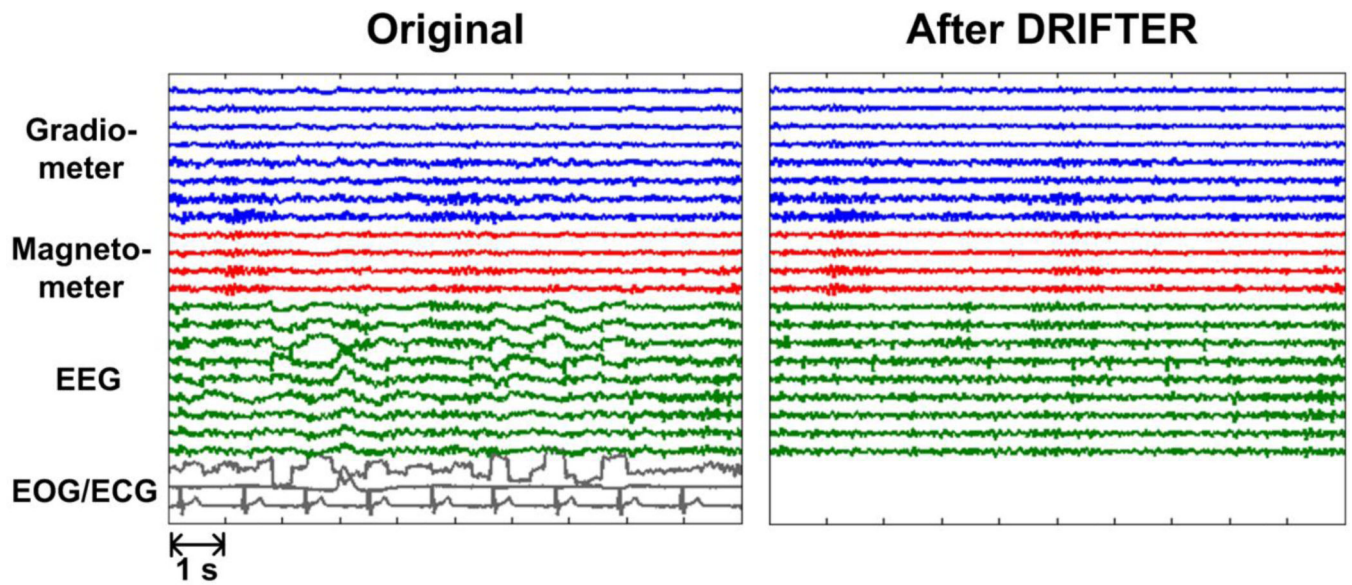 Original
After DRIFTER
Gradio-
meter
Magneto-
meter
EEG
EOG/ECG
1 s